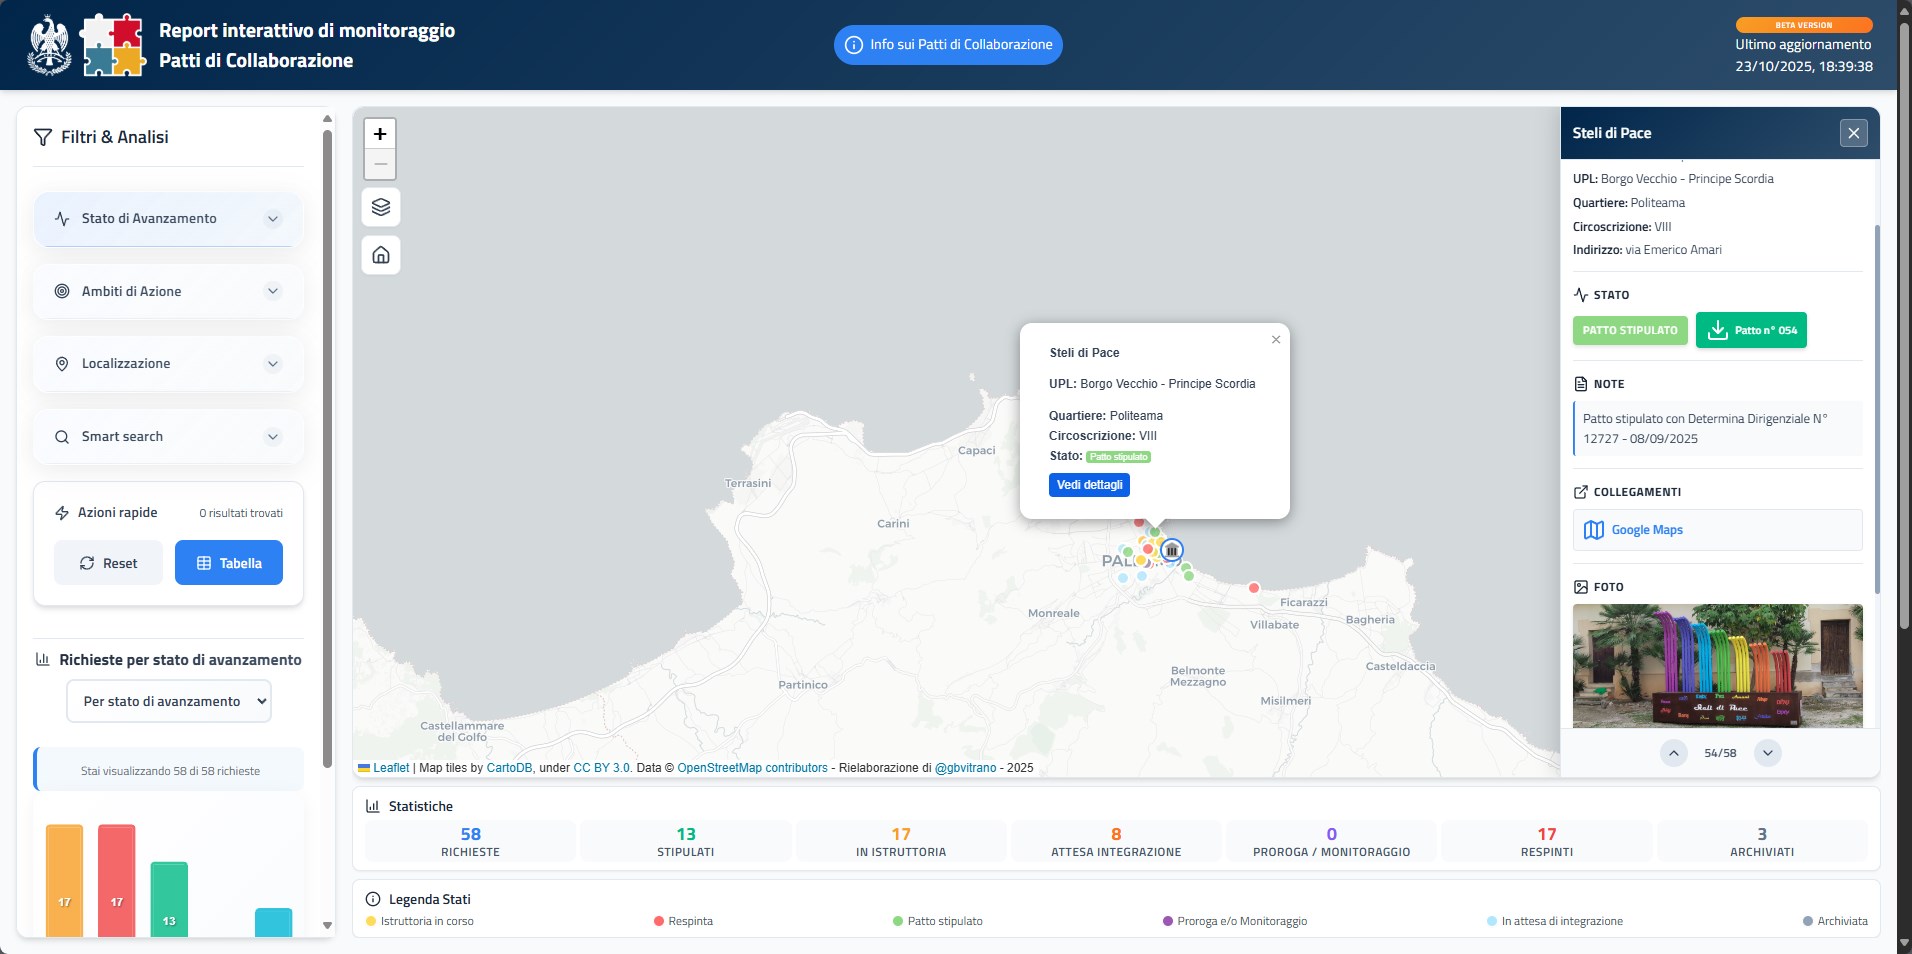 Report interattivo di monitoraggio
Patti di Collaborazione
Info sui Patti di Collaborazione
BETA VERSION
Ultimo aggiornamento
23/10/2025, 18:39:38
Filtri & Analisi
Stato di Avanzamento
Ambiti di Azione
Localizzazione
Smart search
Azioni rapide
0 risultati trovati
Reset
Tabella
Richieste per stato di avanzamento
Per stato di avanzamento
Stai visualizzando 58 di 58 richieste
17
17
13
+
−
Steli di Pace
UPL: Borgo Vecchio - Principe Scordia
Quartiere: Politeama
Circoscrizione: VIII
Stato: Patto stipulato
Vedi dettagli
Capaci
Terrasini
Carini
Monreale
Ficarazzi
Villabate
Bagheria
Casteldaccia
Belmonte
Mezzagno
Misilmeri
Partinico
Castellammare
del Golfo
Leaflet | Map tiles by CartoDB, under CC BY 3.0. Data © OpenStreetMap contributors - Rielaborazione di @gbvitrano - 2025
Steli di Pace
UPL: Borgo Vecchio - Principe Scordia
Quartiere: Politeama
Circoscrizione: VIII
Indirizzo: via Emerico Amari
STATO
PATTO STIPULATO
Patto n° 054
NOTE
Patto stipulato con Determina Dirigenziale N°
12727 - 08/09/2025
COLLEGAMENTI
Google Maps
FOTO
Steli di Pace
54/58
Statistiche
58
RICHIESTE
13
STIPULATI
17
IN ISTRUTTORIA
8
ATTESA INTEGRAZIONE
0
PROROGA / MONITORAGGIO
17
RESPINTI
3
ARCHIVIATI
Legenda Stati
Istruttoria in corso
Respinta
Patto stipulato
Proroga e/o Monitoraggio
In attesa di integrazione
Archiviata